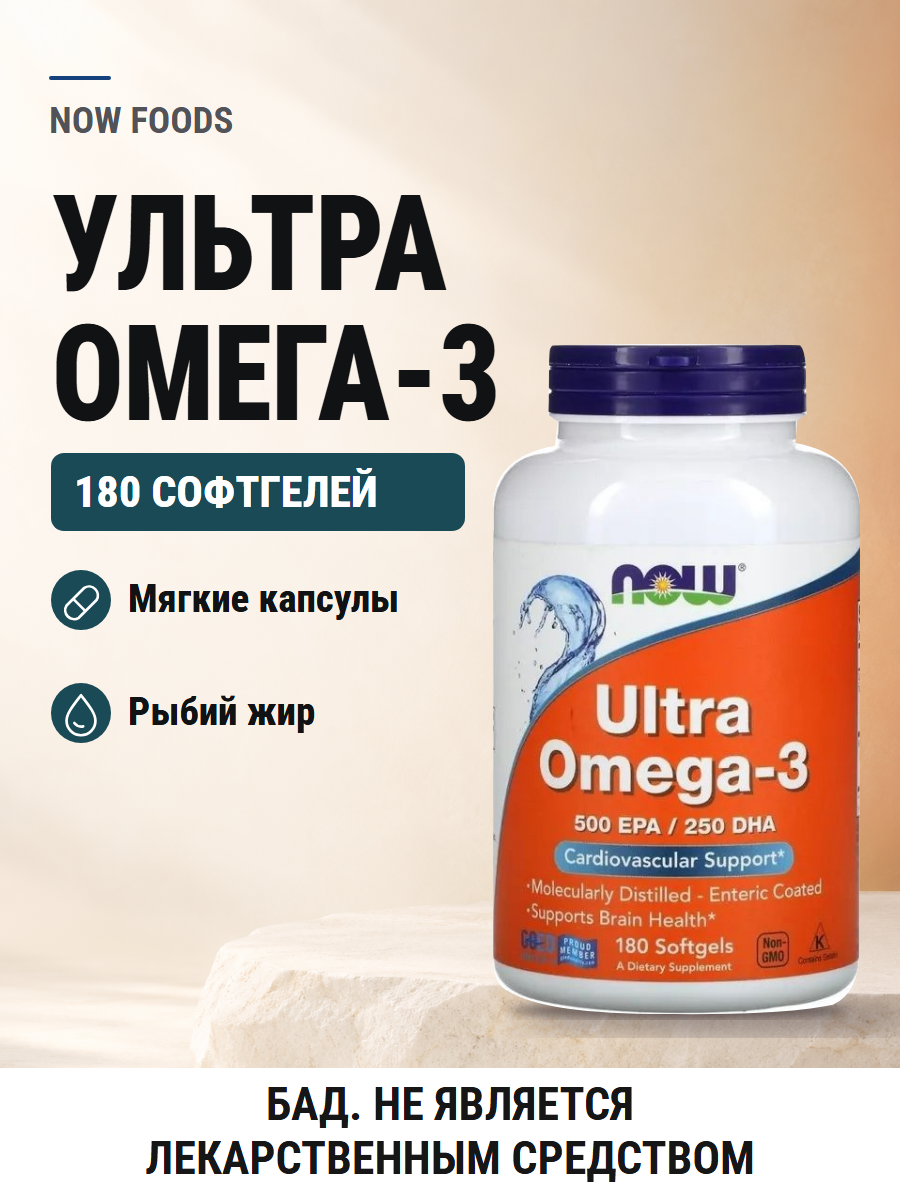 NOW FOODS
УЛЬТРА
ОМЕГА-3
180 СОФТГЕЛЕЙ
Мягкие капсулы
Рыбий жир
now®
Ultra
Omega-3
500 EPA / 250 DHA
Cardiovascular Support*
•Molecularly Distilled - Enteric Coated
•Supports Brain Health*
PROUD
MEMBER
180 Softgels
A Dietary Supplement
Non-
GMO
K
БАД. НЕ ЯВЛЯЕТСЯ
ЛЕКАРСТВЕННЫМ СРЕДСТВОМ